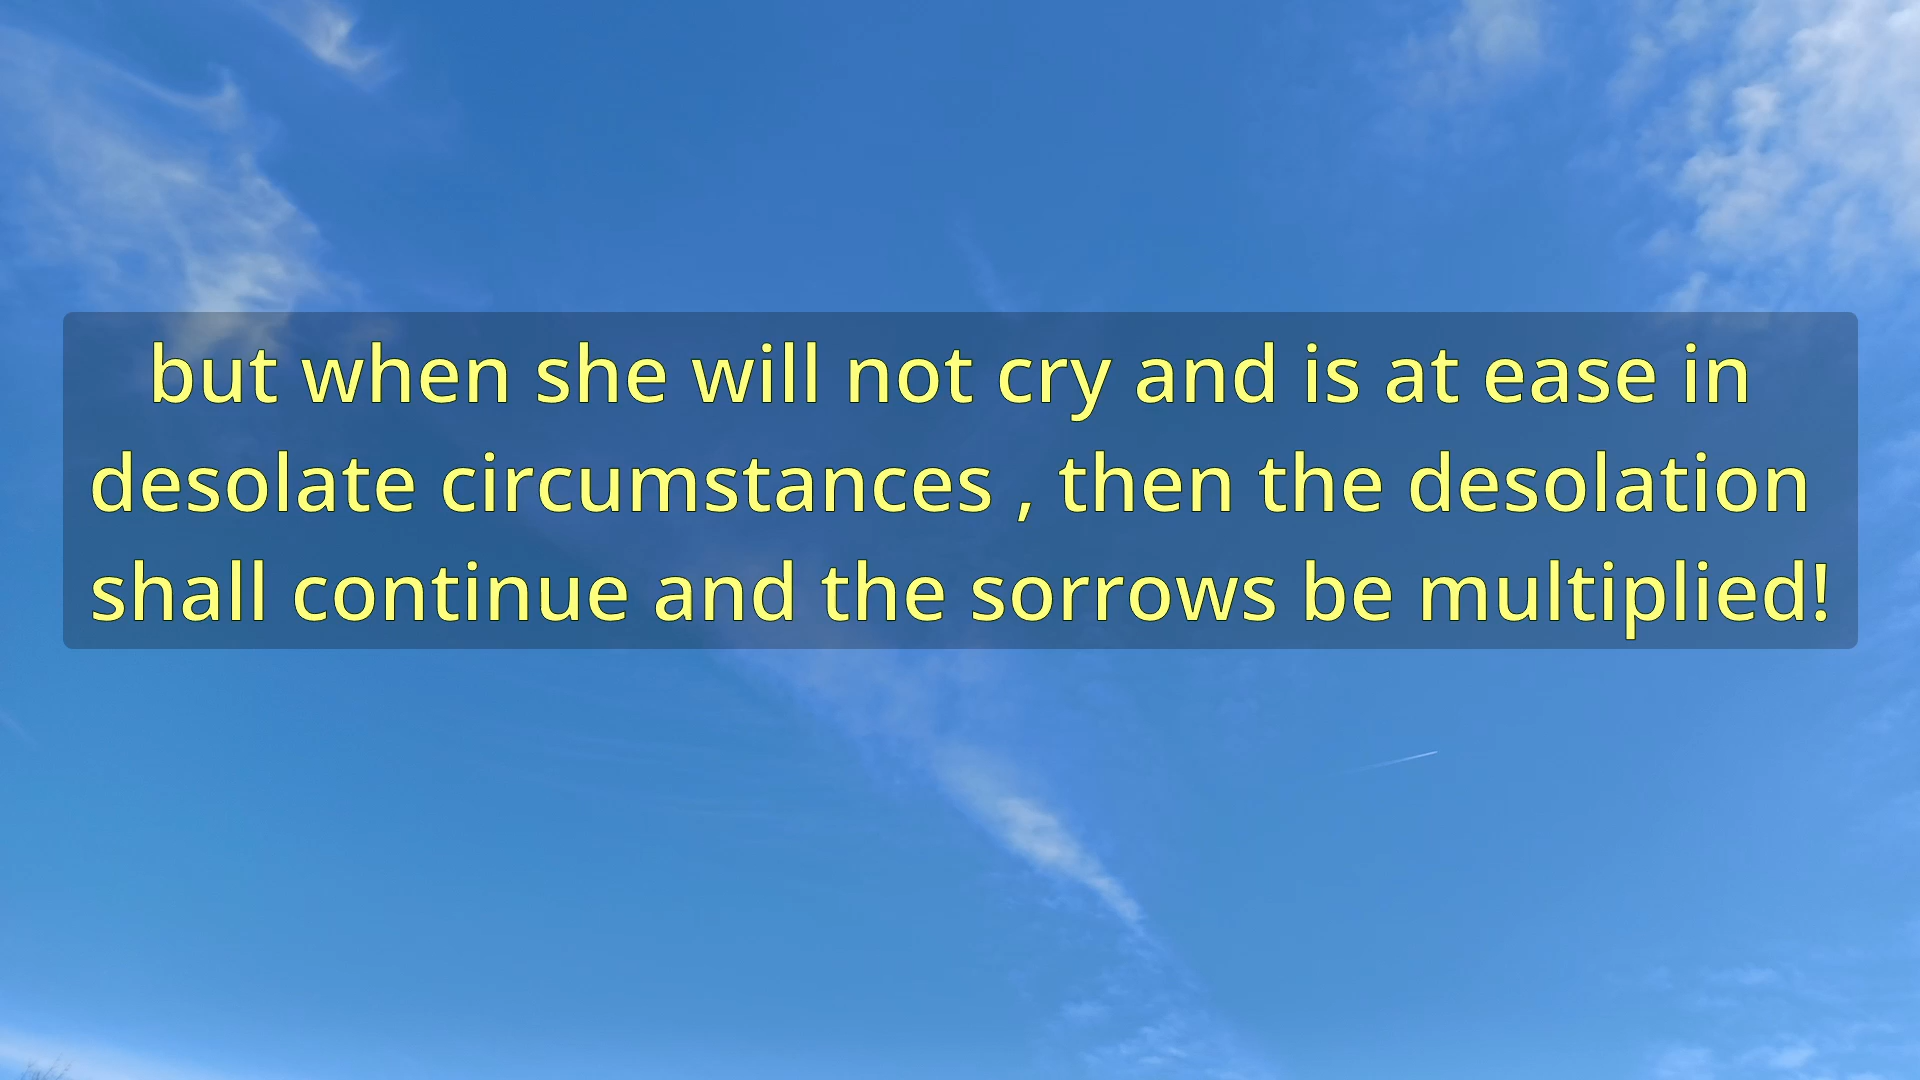 but when she will not cry and is at ease in
desolate circumstances , then the desolation
shall continue and the sorrows be multiplied!